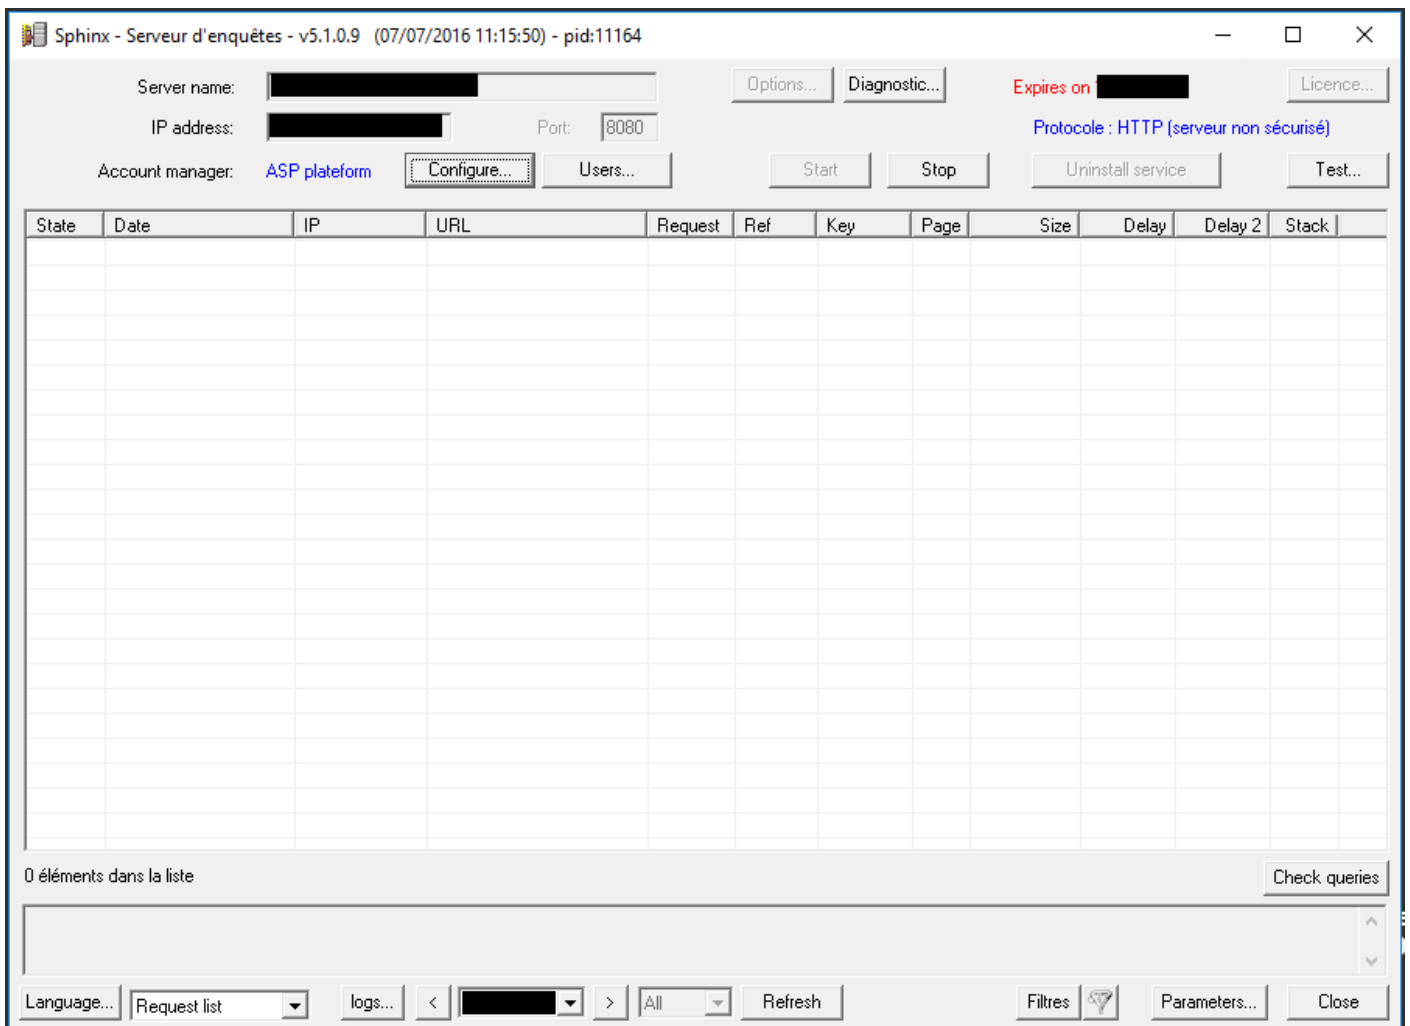 Sphinx - Serveur d'enquêtes - v5.1.0.9 (07/07/2016 11:15:50) - pid:11164
Server name: Options... Diagnostic... Expires on Licence...
IP address: Port: 8080 Protocole : HTTP (serveur non sécurisé)
Account manager: ASP plateform Configure... Users... Start Stop Uninstall service Test...
State Date IP URL Request Ref Key Page Size Delay Delay 2 Stack
0 éléments dans la liste Check queries
Language... Request list logs... < > All Refresh Filtres Parameters... Close